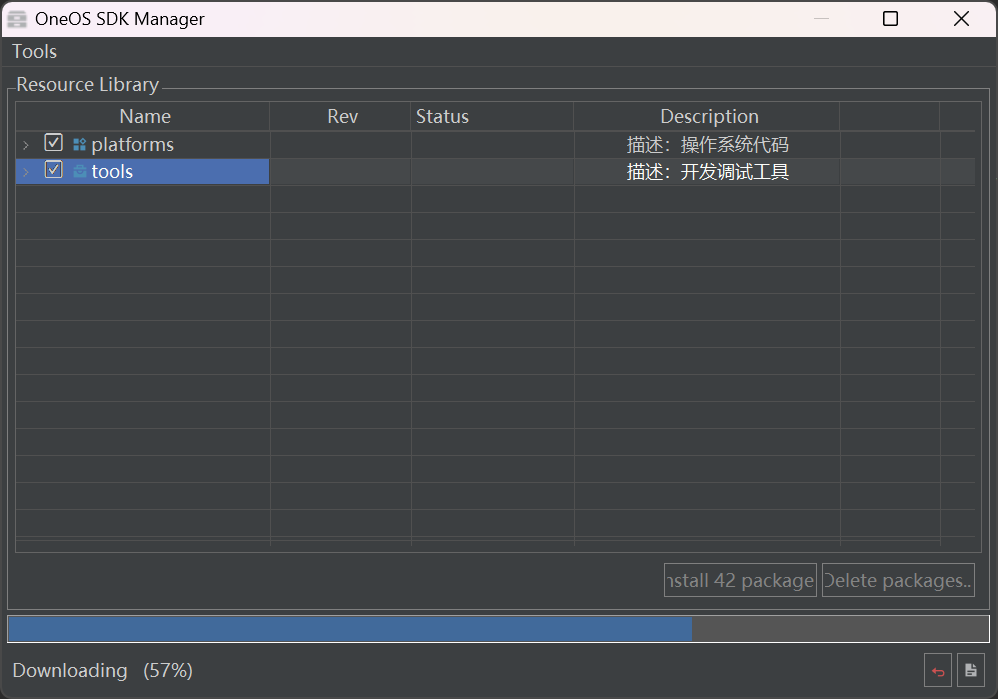 OneOS SDK Manager
Tools
Resource Library
Name Rev Status Description
platforms 描述：操作系统代码
tools 描述：开发调试工具
nstall 42 package Delete packages..
Downloading (57%)